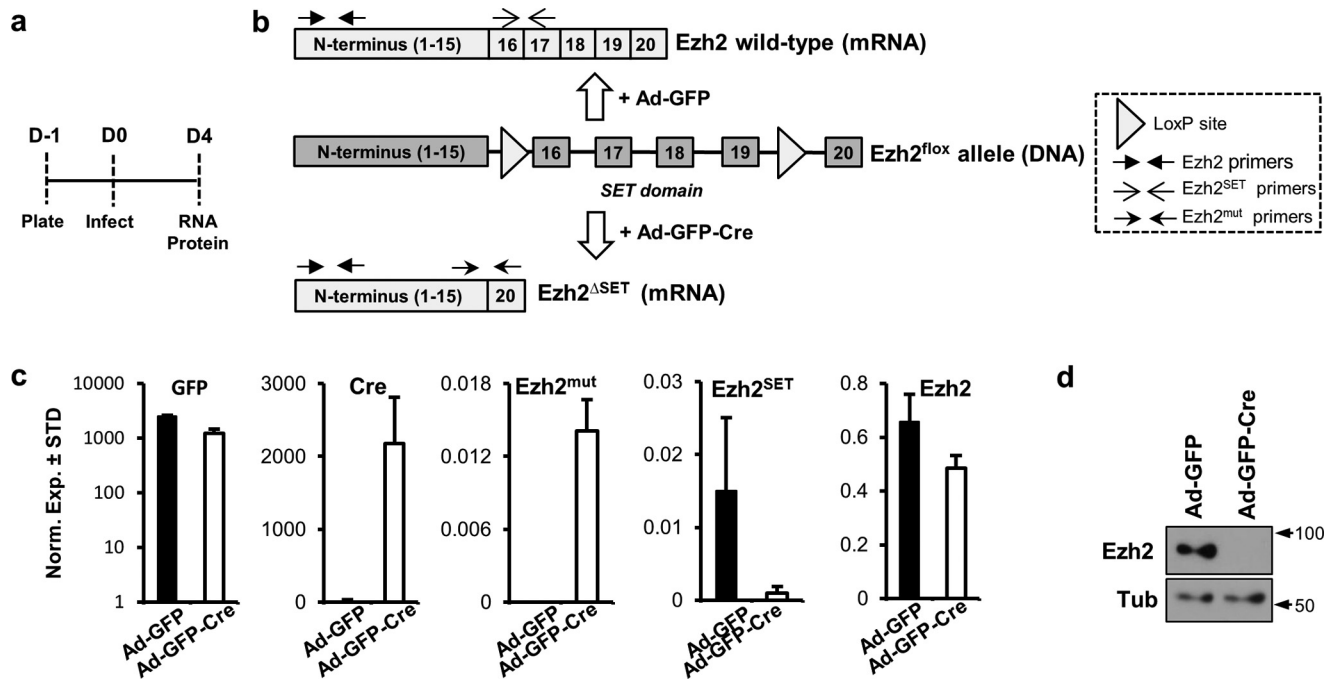 a
D-1 D0 D4
Plate Infect RNA
Protein
b
N-terminus (1-15) 16 17 18 19 20 Ezh2 wild-type (mRNA)
+ Ad-GFP
N-terminus (1-15) 16 17 18 19 20 Ezh2flox allele (DNA)
SET domain
+ Ad-GFP-Cre
N-terminus (1-15) 20 Ezh2ΔSET (mRNA)
LoxP site
Ezh2 primers
Ezh2SET primers
Ezh2mut primers
c
Norm. Exp. ± STD
GFP
10000
1000
100
10
1
Ad-GFP
Ad-GFP-Cre
Cre
3000
2000
1000
0
Ad-GFP
Ad-GFP-Cre
Ezh2mut
0.018
0.012
0.006
0
Ad-GFP
Ad-GFP-Cre
Ezh2SET
0.03
0.02
0.01
0
Ad-GFP
Ad-GFP-Cre
Ezh2
0.8
0.6
0.4
0.2
0
Ad-GFP
Ad-GFP-Cre
d
Ad-GFP
Ad-GFP-Cre
Ezh2
100
Tub
50